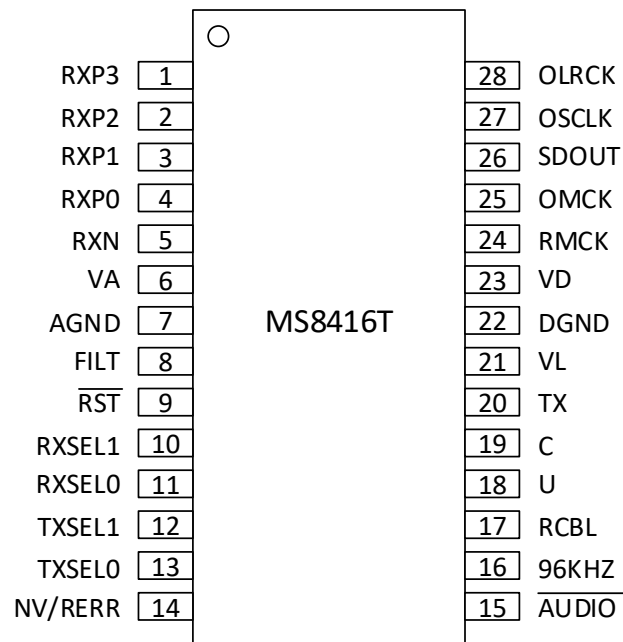 RXP3 1 28 OLRCK
RXP2 2 27 OSCLK
RXP1 3 26 SDOUT
RXP0 4 25 OMCK
RXN 5 24 RMCK
VA 6 23 VD
AGND 7 MS8416T 22 DGND
FILT 8 21 VL
RST 9 20 TX
RXSEL1 10 19 C
RXSEL0 11 18 U
TXSEL1 12 17 RCBL
TXSEL0 13 16 96KHZ
NV/RERR 14 15 AUDIO